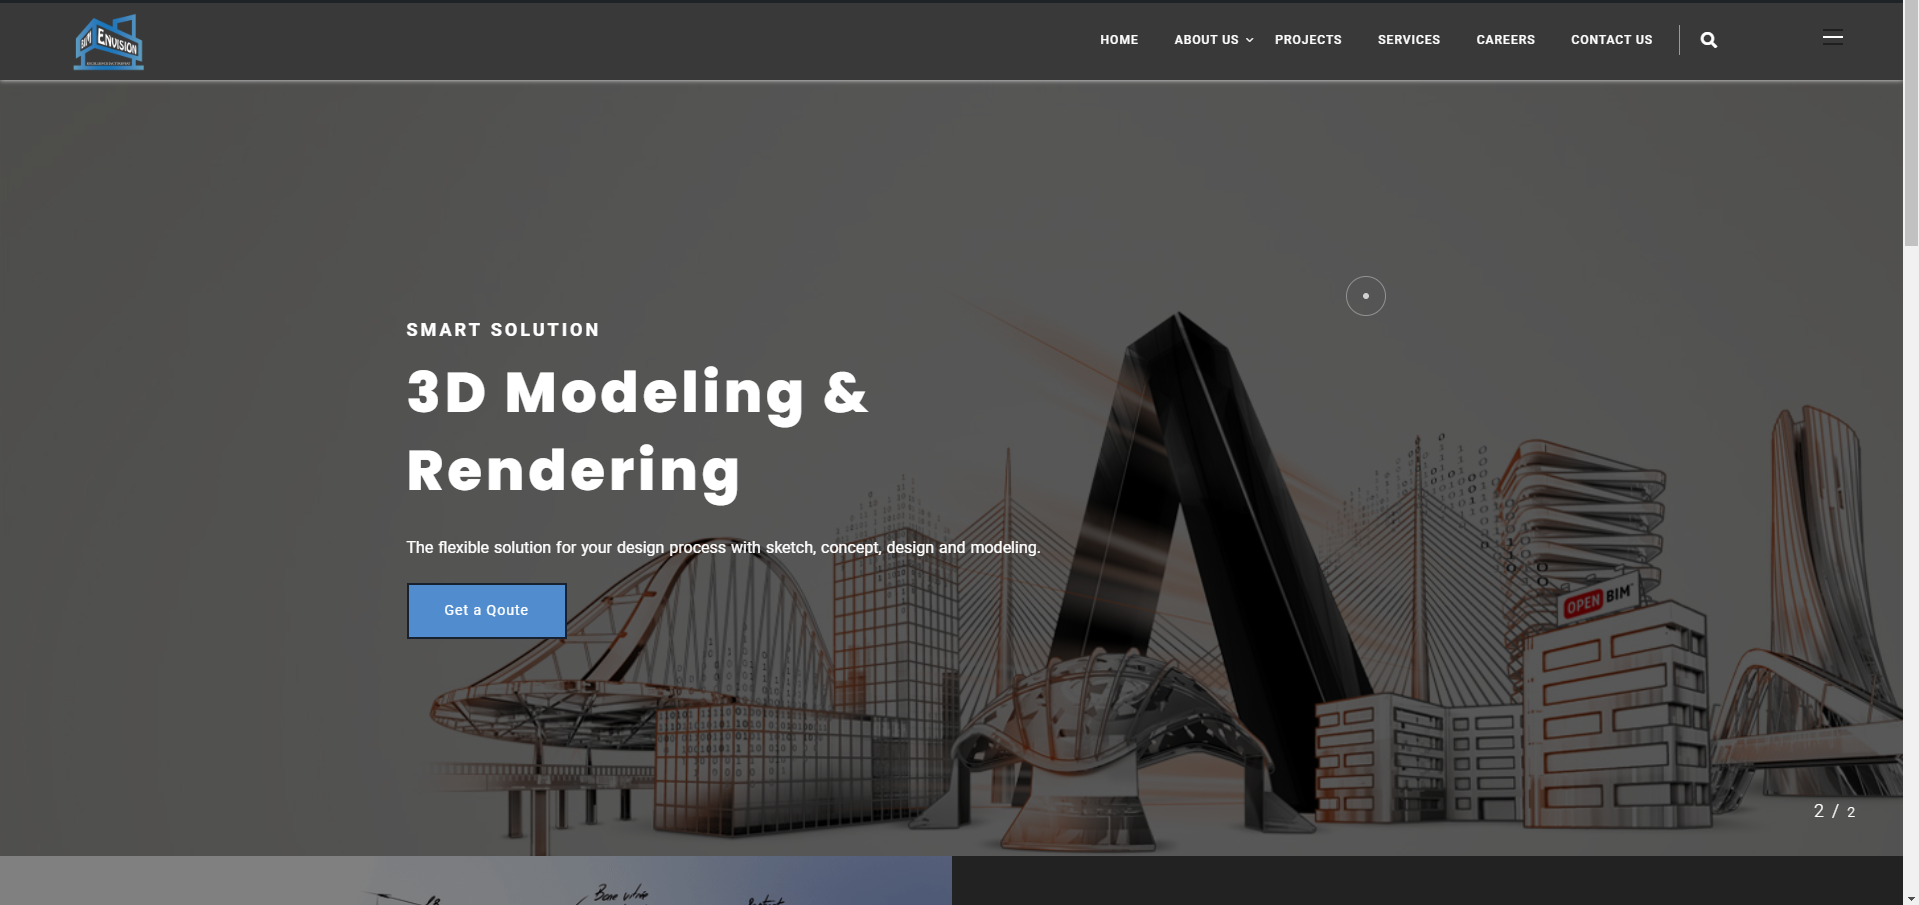 BIM ENVISION
HOME
ABOUT US
PROJECTS
SERVICES
CAREERS
CONTACT US
SMART SOLUTION
3D Modeling &
Rendering
The flexible solution for your design process with sketch, concept, design and modeling.
Get a Qoute
OPEN BIM
2 / 2